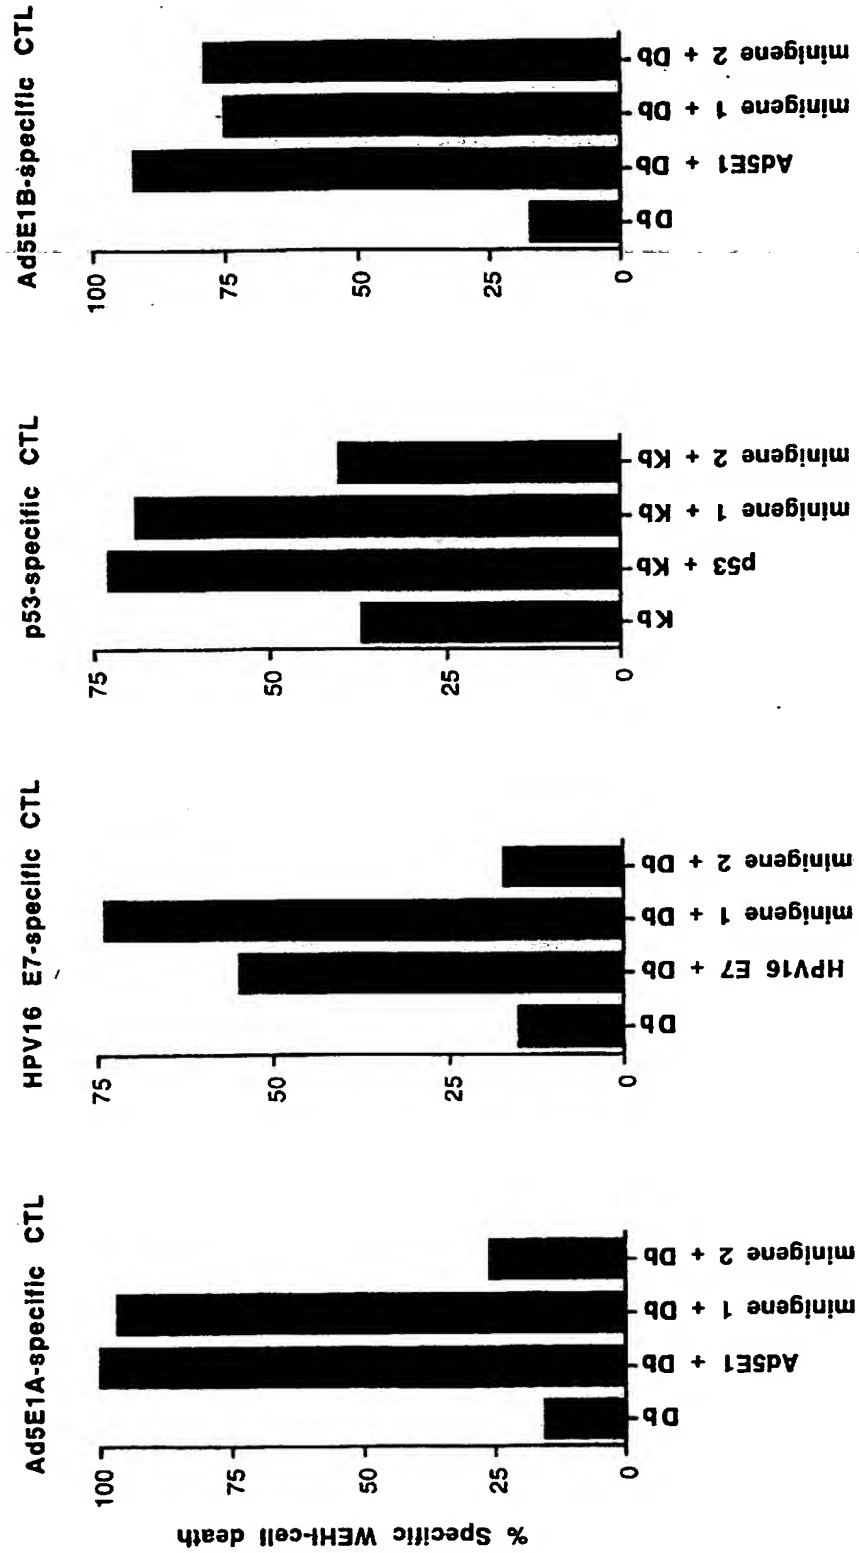 Ad5E1A-specific CTL
% Specific WEHI-cell death
100
75
50
25
0
Db
Ad5E1 + Db
minigene 1 + Db
minigene 2 + Db
HPV16 E7-specific CTL
75
50
25
0
Db
HPV16 E7 + Db
minigene 1 + Db
minigene 2 + Db
p53-specific CTL
75
50
25
0
Kb
p53 + Kb
minigene 1 + Kb
minigene 2 + Kb
Ad5E1B-specific CTL
100
75
50
25
0
Db
Ad5E1 + Db
minigene 1 + Db
minigene 2 + Db